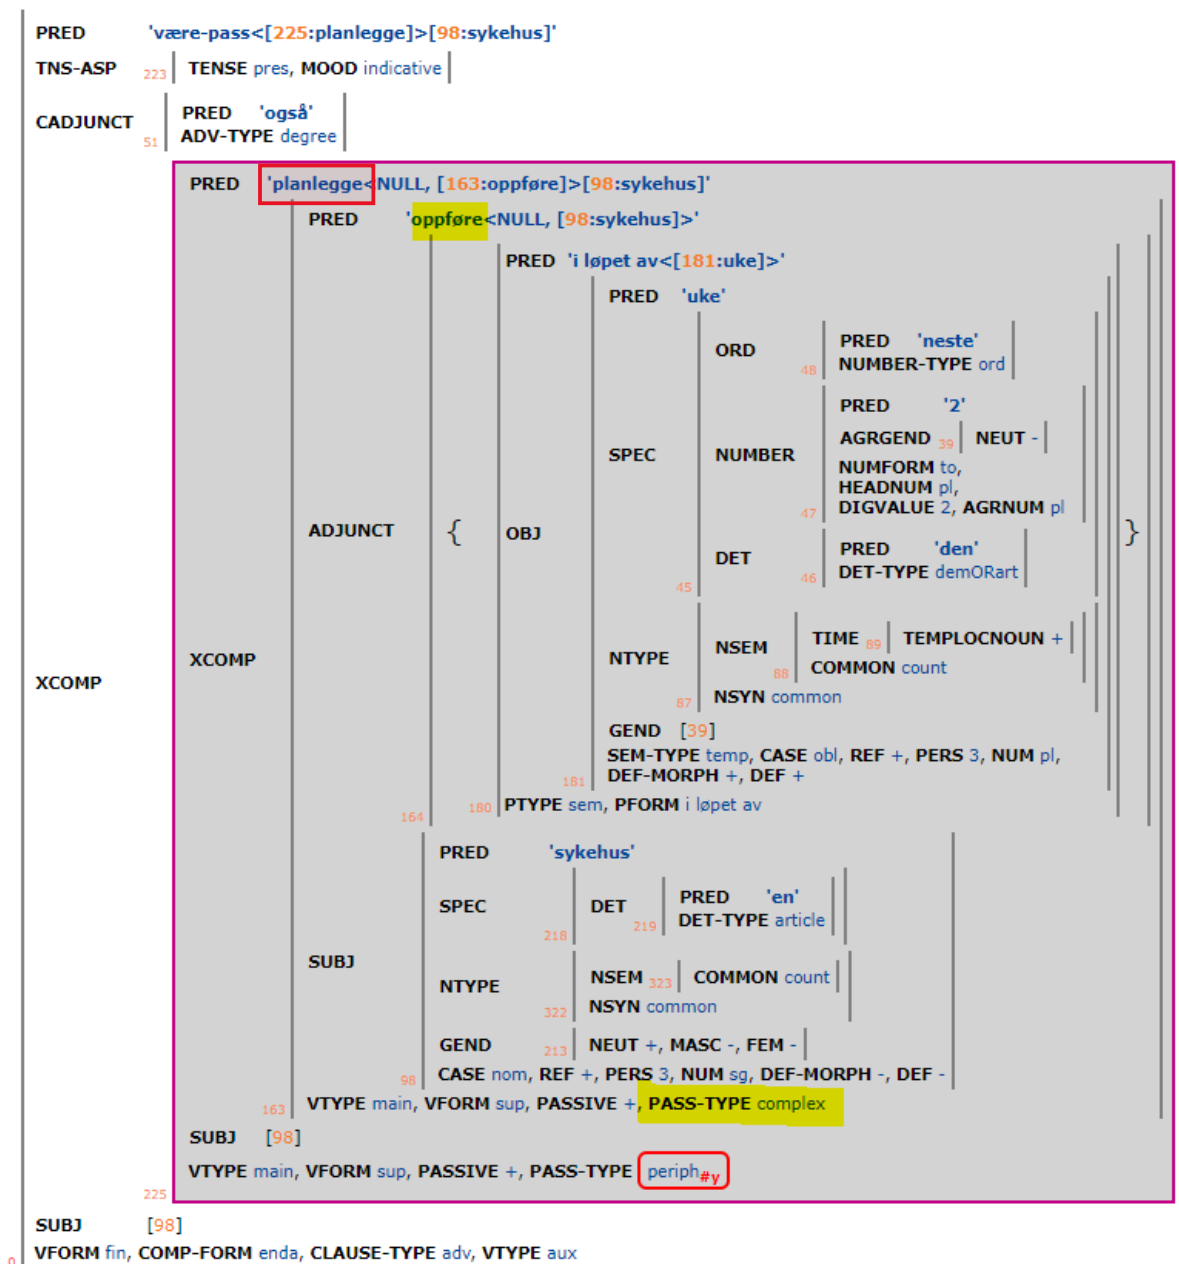 PRED 'være-pass<[225:planlegge]>[98:sykehus]'
TNS-ASP 223 TENSE pres, MOOD indicative
CADJUNCT 51 PRED 'også'
ADV-TYPE degree
XCOMP 225 PRED 'planlegge<NULL, [163:oppføre]>[98:sykehus]'
XCOMP 163 PRED 'oppføre<NULL, [98:sykehus]>'
ADJUNCT 164 { 180 PRED 'i løpet av<[181:uke]>'
OBJ 181 PRED 'uke'
SPEC 45 ORD 48 PRED 'neste'
NUMBER-TYPE ord
NUMBER 47 PRED '2'
AGRGEND 39 NEUT -
NUMFORM to,
HEADNUM pl,
DIGVALUE 2, AGRNUM pl
DET 46 PRED 'den'
DET-TYPE demORart
NTYPE 87 NSEM 88 TIME 89 TEMPLOCNOUN +
COMMON count
NSYN common
GEND [39]
SEM-TYPE temp, CASE obl, REF +, PERS 3, NUM pl,
DEF-MORPH +, DEF +
PTYPE sem, PFORM i løpet av }
SUBJ 98 PRED 'sykehus'
SPEC 218 DET 219 PRED 'en'
DET-TYPE article
NTYPE 322 NSEM 323 COMMON count
NSYN common
GEND 213 NEUT +, MASC -, FEM -
CASE nom, REF +, PERS 3, NUM sg, DEF-MORPH -, DEF -
VTYPE main, VFORM sup, PASSIVE +, PASS-TYPE complex
SUBJ [98]
VTYPE main, VFORM sup, PASSIVE +, PASS-TYPE periph#y
SUBJ [98]
0 VFORM fin, COMP-FORM enda, CLAUSE-TYPE adv, VTYPE aux